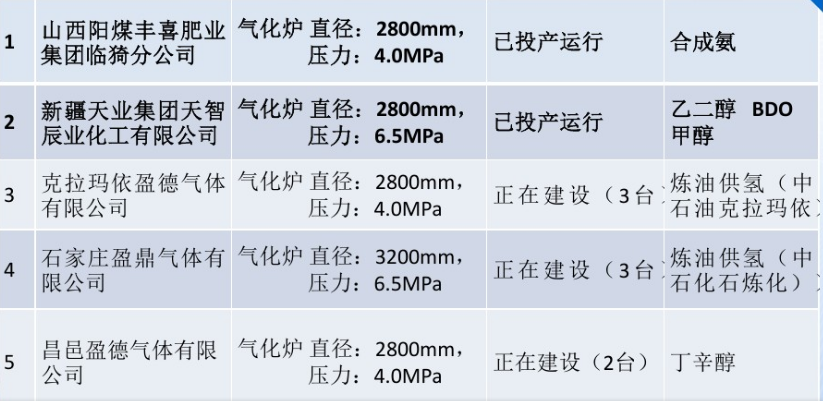 1
山西阳煤丰喜肥业
集团临猗分公司
气化炉 直径：2800mm，
压力：4.0MPa
已投产运行
合成氨
2
新疆天业集团天智
辰业化工有限公司
气化炉 直径：2800mm，
压力：6.5MPa
已投产运行
乙二醇 BDO
甲醇
3
克拉玛依盈德气体
有限公司
气化炉 直径：2800mm，
压力：4.0MPa
正在建设（3台）
炼油供氢（中
石油克拉玛依）
4
石家庄盈鼎气体有
限公司
气化炉 直径：3200mm，
压力：6.5MPa
正在建设（3台）
炼油供氢（中
石化石炼化）
5
昌邑盈德气体有限
公司
气化炉 直径：2800mm，
压力：4.0MPa
正在建设（2台）
丁辛醇